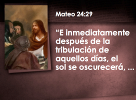 Mateo 24:29
“E inmediatamente
después de la
tribulación de
aquellos días, el
sol se oscurecerá, ...